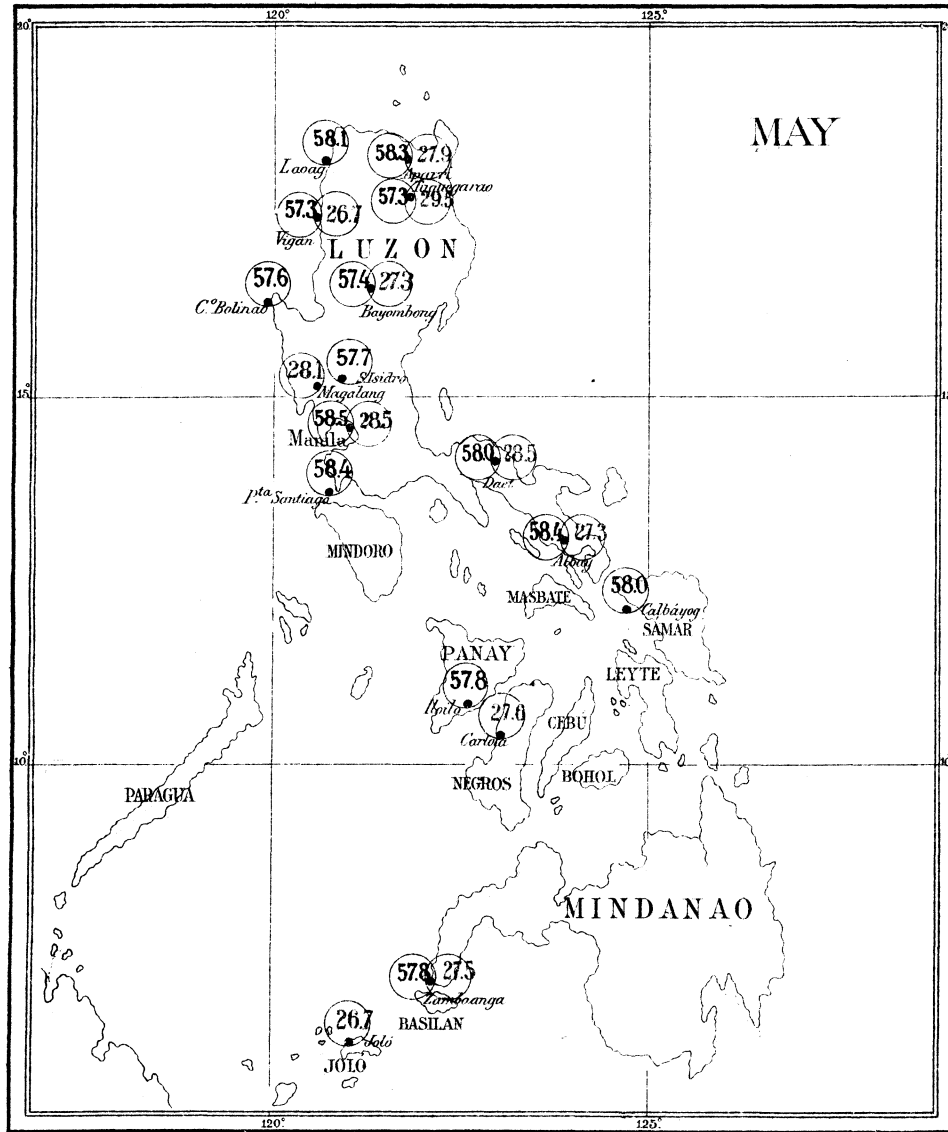 120° 125°
20°
MAY
58.1
Laoag
58.3 27.9
Aparri
Tuguegarao
57.3 29.5
57.3 26.7
Vigan
LUZON
57.6
C.º Bolinao
57.4 27.3
Bayombong
57.7
S.Isidro
28.1
Magalang
58.5 28.5
Manila
58.0 28.5
Daet
58.4
P.ta Santiago
MINDORO
58.4 27.3
Albay
MASBATE
58.0
Calbáyog
SAMAR
PANAY
LEYTE
57.8
Iloilo
27.6
Carlota
CEBÚ
10°
NEGROS
BOHOL
PARAGUA
MINDANAO
57.8 27.5
Zamboanga
BASILAN
26.7
Joló
JOLÓ
120° 125°